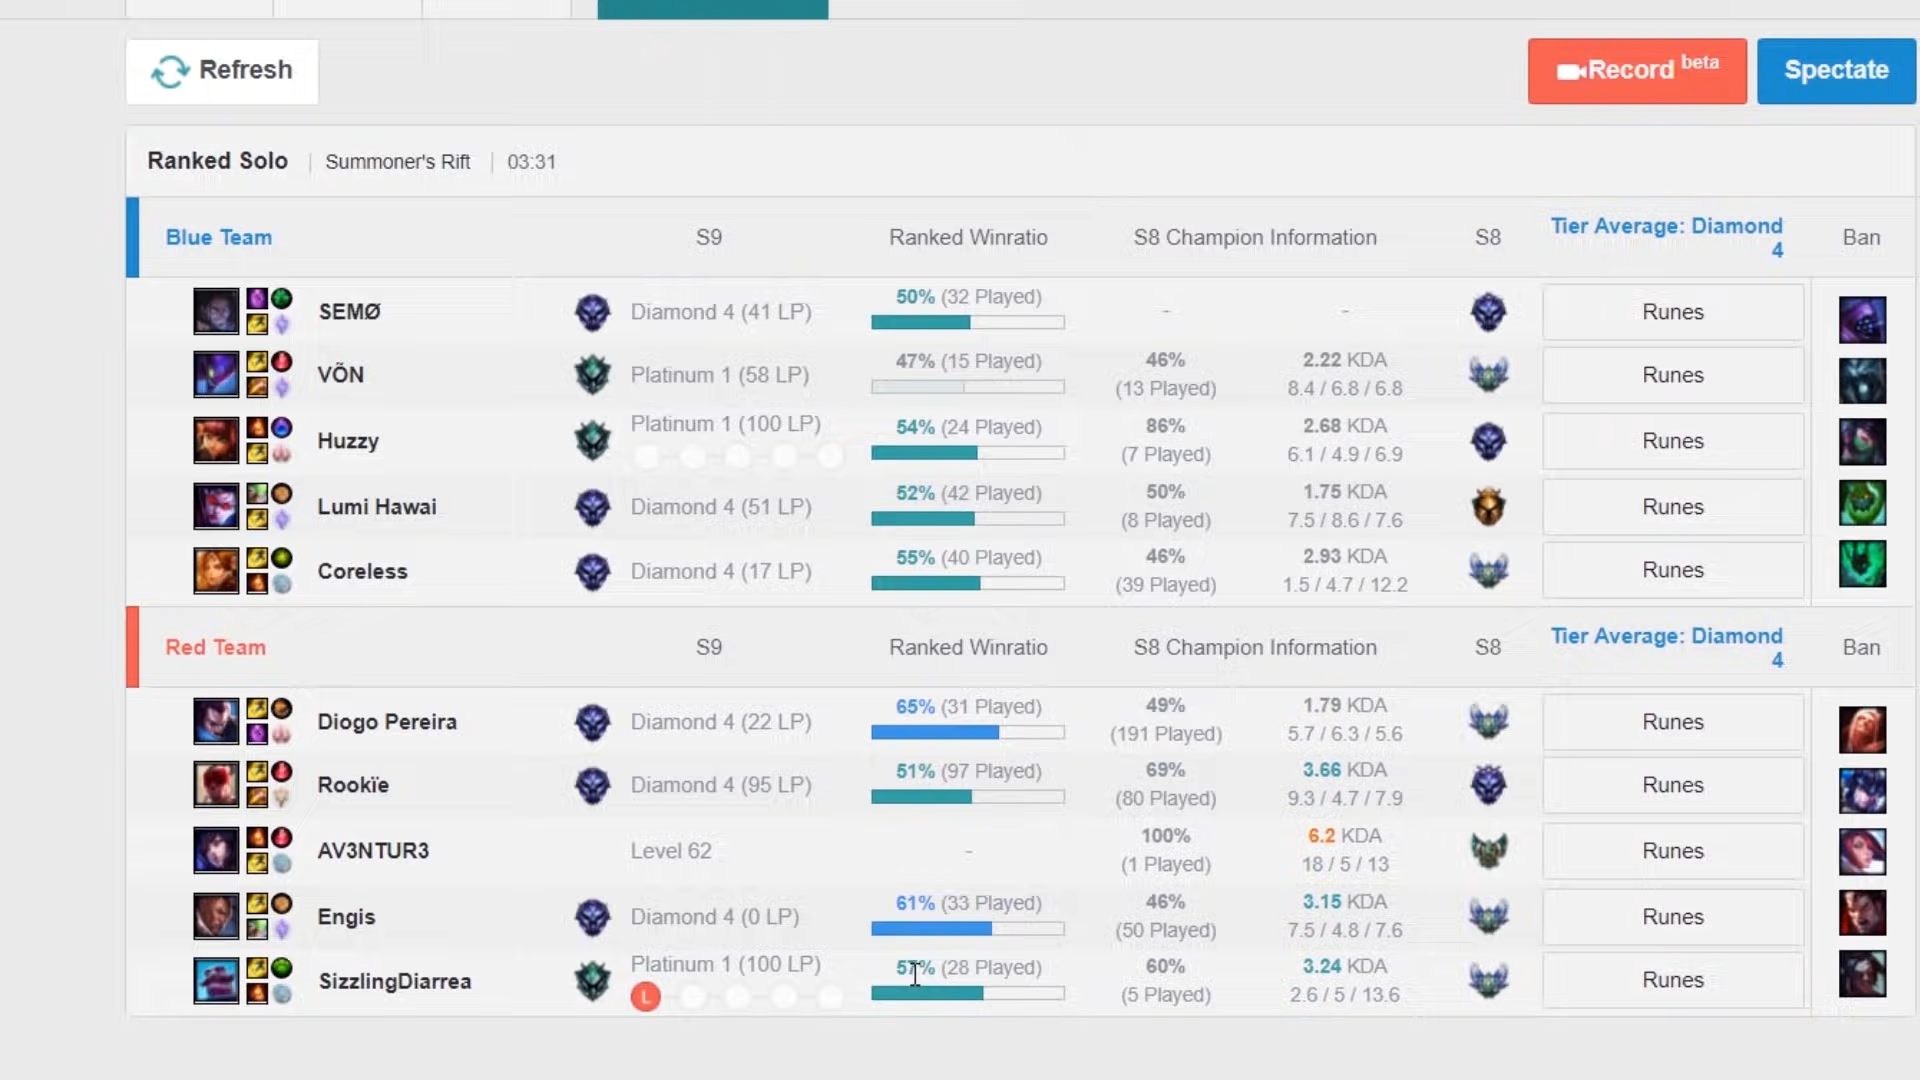 Refresh
Record beta
Spectate
Ranked Solo | Summoner's Rift | 03:31
Blue Team S9 Ranked Winratio S8 Champion Information S8 Tier Average: Diamond 4 Ban
SEMØ Diamond 4 (41 LP) 50% (32 Played) - - Runes
VÕN Platinum 1 (58 LP) 47% (15 Played) 46% (13 Played) 2.22 KDA 8.4 / 6.8 / 6.8 Runes
Huzzy Platinum 1 (100 LP) 54% (24 Played) 86% (7 Played) 2.68 KDA 6.1 / 4.9 / 6.9 Runes
Lumi Hawai Diamond 4 (51 LP) 52% (42 Played) 50% (8 Played) 1.75 KDA 7.5 / 8.6 / 7.6 Runes
Coreless Diamond 4 (17 LP) 55% (40 Played) 46% (39 Played) 2.93 KDA 1.5 / 4.7 / 12.2 Runes
Red Team S9 Ranked Winratio S8 Champion Information S8 Tier Average: Diamond 4 Ban
Diogo Pereira Diamond 4 (22 LP) 65% (31 Played) 49% (191 Played) 1.79 KDA 5.7 / 6.3 / 5.6 Runes
Rookïe Diamond 4 (95 LP) 51% (97 Played) 69% (80 Played) 3.66 KDA 9.3 / 4.7 / 7.9 Runes
AV3NTUR3 Level 62 - 100% (1 Played) 6.2 KDA 18 / 5 / 13 Runes
Engis Diamond 4 (0 LP) 61% (33 Played) 46% (50 Played) 3.15 KDA 7.5 / 4.8 / 7.6 Runes
SizzlingDiarrea Platinum 1 (100 LP) L 57% (28 Played) 60% (5 Played) 3.24 KDA 2.6 / 5 / 13.6 Runes